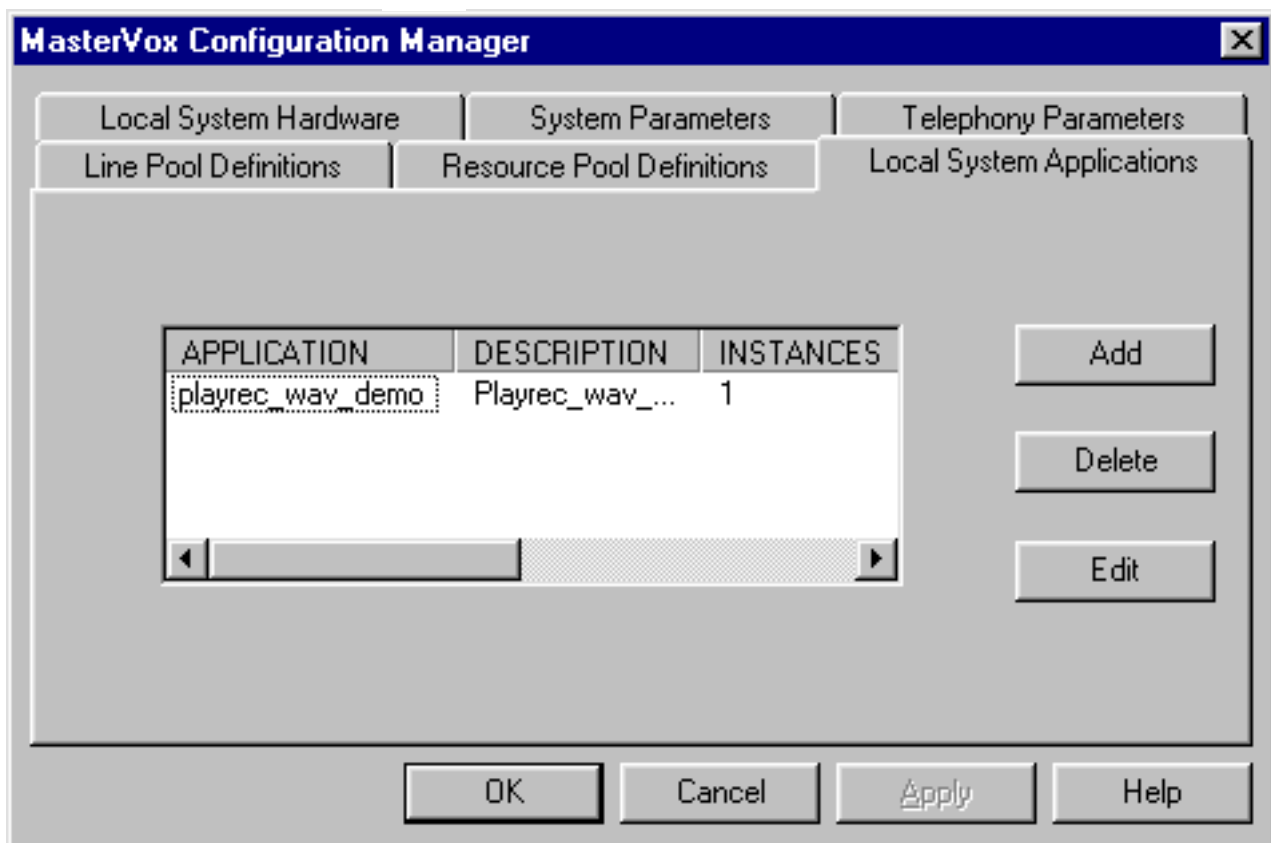 MasterVox Configuration Manager
Local System Hardware
System Parameters
Telephony Parameters
Line Pool Definitions
Resource Pool Definitions
Local System Applications
APPLICATION DESCRIPTION INSTANCES
playrec_wav_demo Playrec_wav_... 1
Add
Delete
Edit
OK
Cancel
Apply
Help